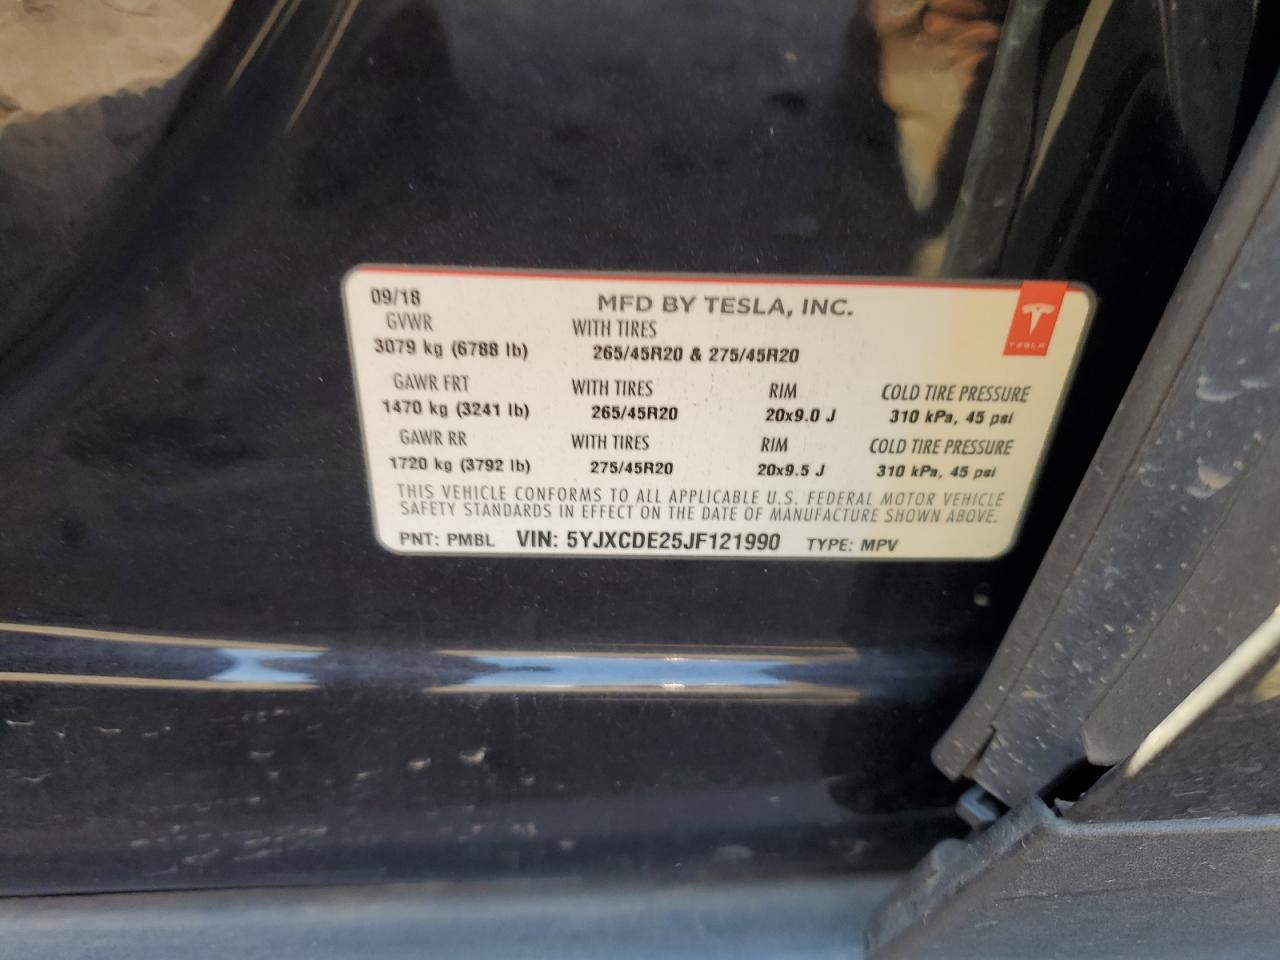 09/18 MFD BY TESLA, INC.
GVWR WITH TIRES
3079 kg (6788 lb) 265/45R20 & 275/45R20
TESLA
GAWR FRT WITH TIRES RIM COLD TIRE PRESSURE
1470 kg (3241 lb) 265/45R20 20x9.0 J 310 kPa, 45 psi
GAWR RR WITH TIRES RIM COLD TIRE PRESSURE
1720 kg (3792 lb) 275/45R20 20x9.5 J 310 kPa, 45 psi
THIS VEHICLE CONFORMS TO ALL APPLICABLE U.S. FEDERAL MOTOR VEHICLE
SAFETY STANDARDS IN EFFECT ON THE DATE OF MANUFACTURE SHOWN ABOVE.
PNT: PMBL VIN: 5YJXCDE25JF121990 TYPE: MPV